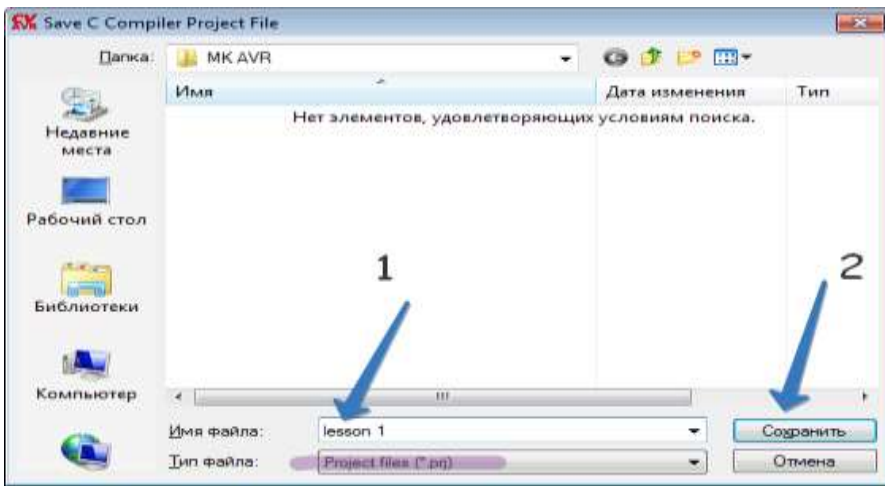 Save C Compiler Project File
Папка: MK AVR
Имя Дата изменения Тип
Нет элементов, удовлетворяющих условиям поиска.
Недавние
места
Рабочий стол
1 2
Библиотеки
Компьютер
Имя файла: lesson 1 Сохранить
Тип файла: Project files (*.prj) Отмена